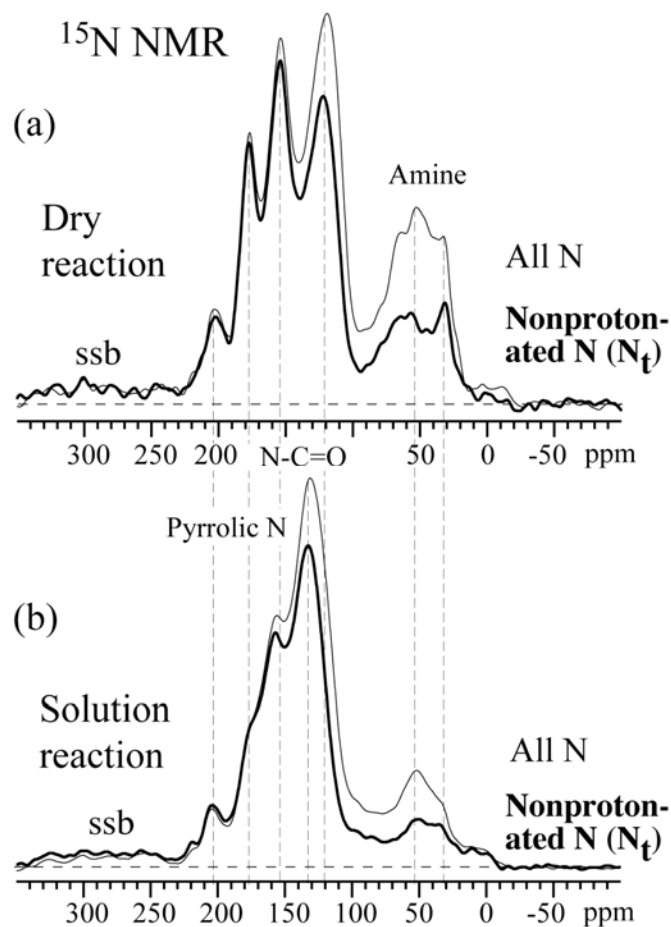 15N NMR
(a)
Amine
Dry
reaction
All N
Nonproton-
ated N (Nt)
ssb
300 200 N-C=O 50 0 -50 ppm
Pyrrolic N
(b)
Solution
reaction
All N
Nonproton-
ated N (Nt)
ssb
300 250 200 150 100 50 0 -50 ppm